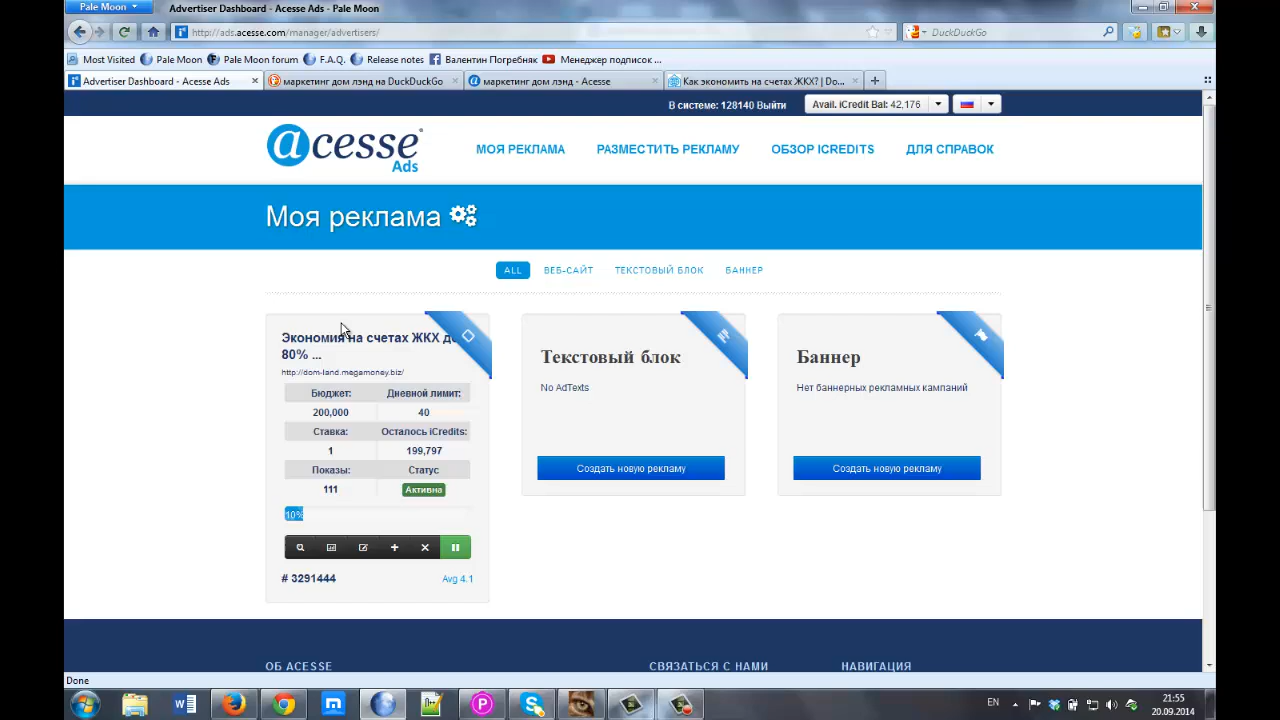 Pale Moon
Advertiser Dashboard - Acesse Ads - Pale Moon
http://ads.acesse.com/manager/advertisers/
DuckDuckGo
Most Visited
Pale Moon
Pale Moon forum
F.A.Q.
Release notes
Валентин Погребняк
Менеджер подписок ...
Advertiser Dashboard - Acesse Ads
маркетинг дом лэнд на DuckDuckGo
маркетинг дом лэнд - Acesse
Как экономить на счетах ЖКХ? | Do...
В системе: 128140 Выйти
Avail. iCredit Bal: 42,176
acesse
Ads
МОЯ РЕКЛАМА
РАЗМЕСТИТЬ РЕКЛАМУ
ОБЗОР ICREDITS
ДЛЯ СПРАВОК
Моя реклама
ALL
ВЕБ-САЙТ
ТЕКСТОВЫЙ БЛОК
БАННЕР
Экономия на счетах ЖКХ до
80% ...
http://dom-land.megamoney.biz/
Бюджет: Дневной лимит:
200,000 40
Ставка: Осталось iCredits:
1 199,797
Показы: Статус
111 Активна
10%
# 3291444 Avg 4.1
Текстовый блок
No AdTexts
Создать новую рекламу
Баннер
Нет баннерных рекламных кампаний
Создать новую рекламу
ОБ ACESSE
СВЯЗАТЬСЯ С НАМИ
НАВИГАЦИЯ
Done
EN
21:55
20.09.2014